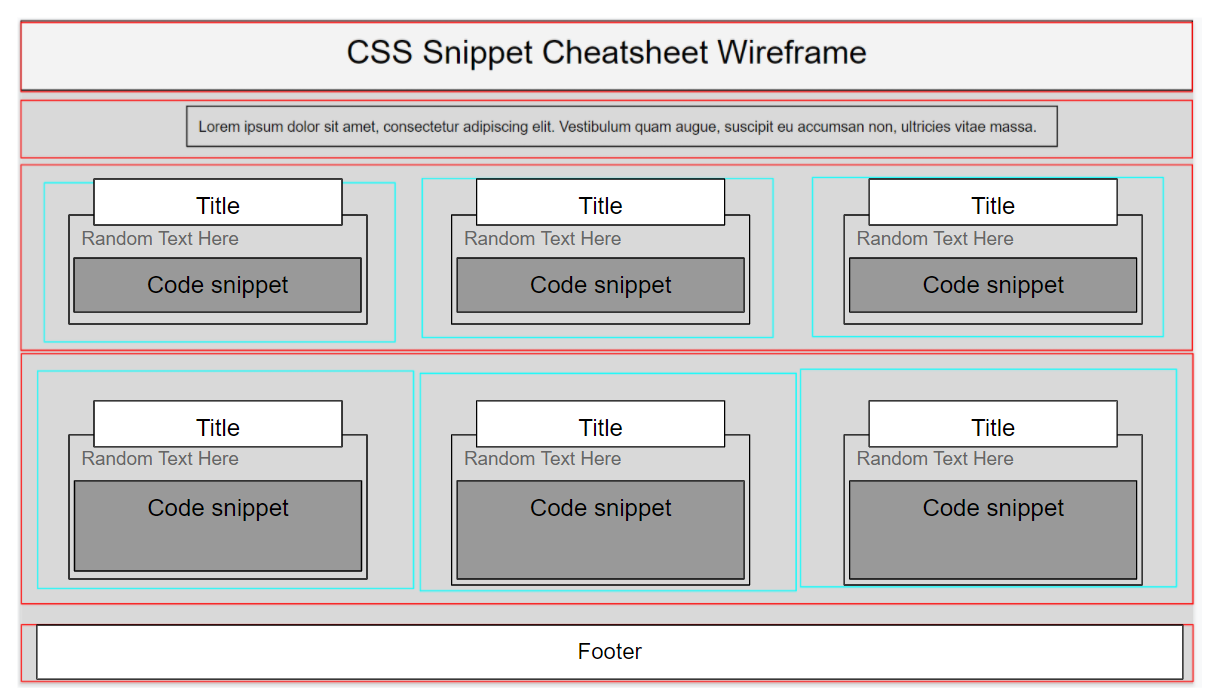 CSS Snippet Cheatsheet Wireframe
Lorem ipsum dolor sit amet, consectetur adipiscing elit. Vestibulum quam augue, suscipit eu accumsan non, ultricies vitae massa.
Title
Random Text Here
Code snippet
Title
Random Text Here
Code snippet
Title
Random Text Here
Code snippet
Title
Random Text Here
Code snippet
Title
Random Text Here
Code snippet
Title
Random Text Here
Code snippet
Footer